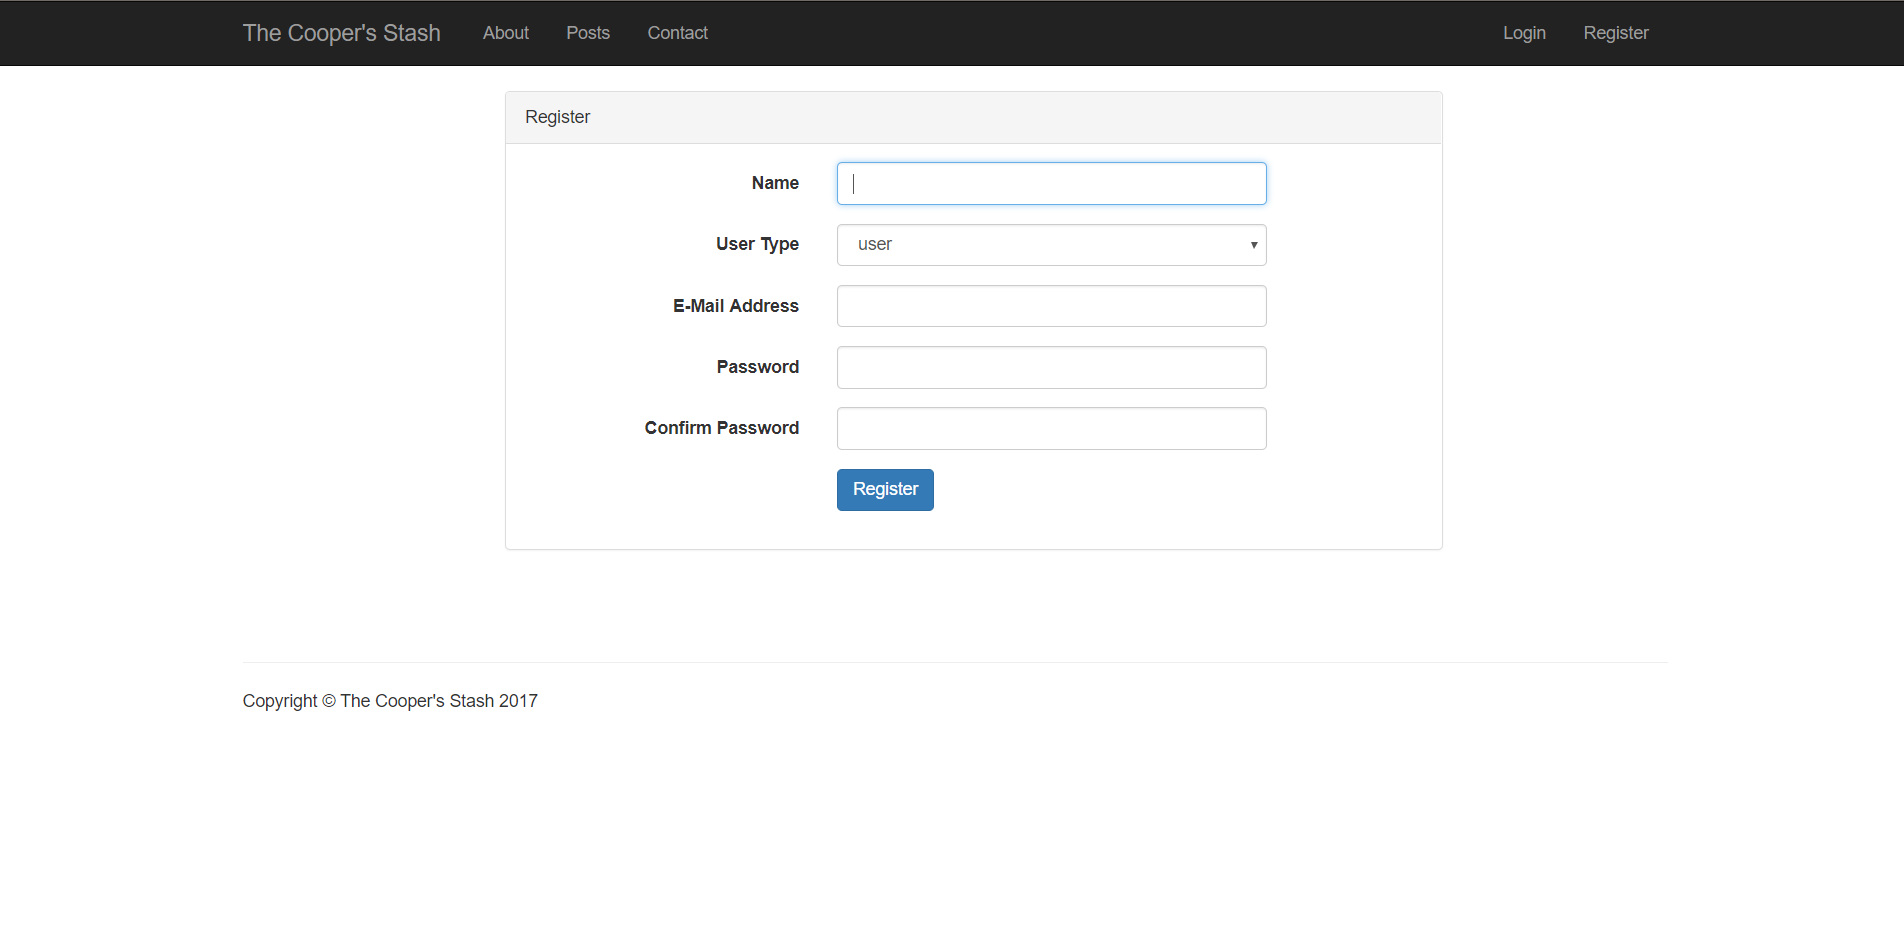 The Cooper's Stash About Posts Contact Login Register
Register
Name
User Type user
E-Mail Address
Password
Confirm Password
Register
Copyright © The Cooper's Stash 2017